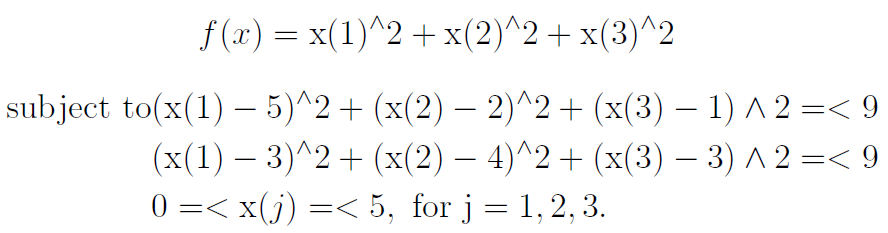 f(x) = x(1)^2 + x(2)^2 + x(3)^2
subject to(x(1) − 5)^2 + (x(2) − 2)^2 + (x(3) − 1) ∧ 2 =< 9
(x(1) − 3)^2 + (x(2) − 4)^2 + (x(3) − 3) ∧ 2 =< 9
0 =< x(j) =< 5, for j = 1, 2, 3.